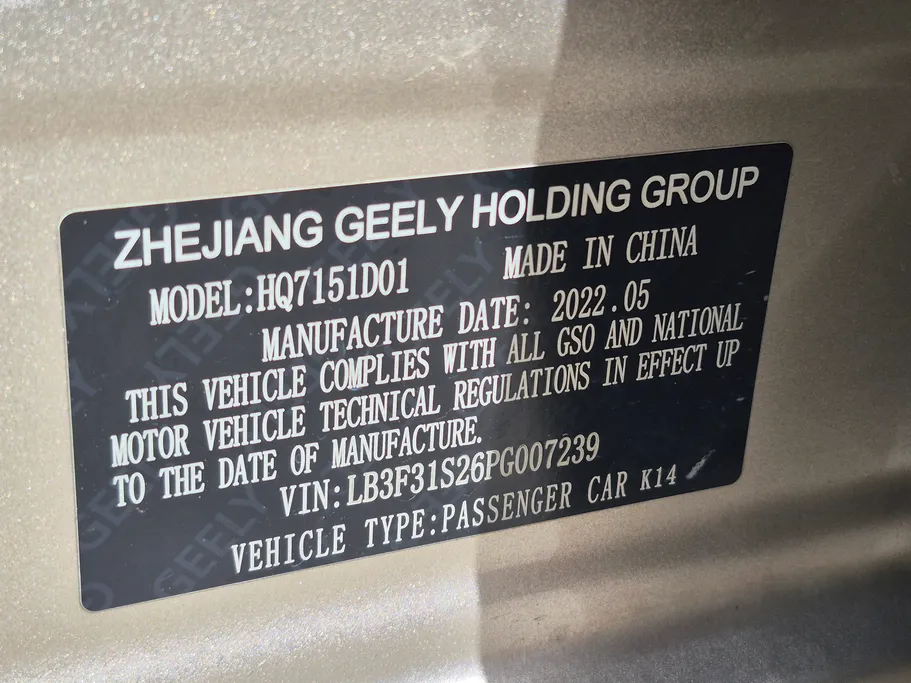 ZHEJIANG GEELY HOLDING GROUP
MODEL:HQ7151D01 MADE IN CHINA
MANUFACTURE DATE: 2022.05
THIS VEHICLE COMPLIES WITH ALL GSO AND NATIONAL
MOTOR VEHICLE TECHNICAL REGULATIONS IN EFFECT UP
TO THE DATE OF MANUFACTURE.
VIN:LB3F31S26PG007239
VEHICLE TYPE:PASSENGER CAR K14